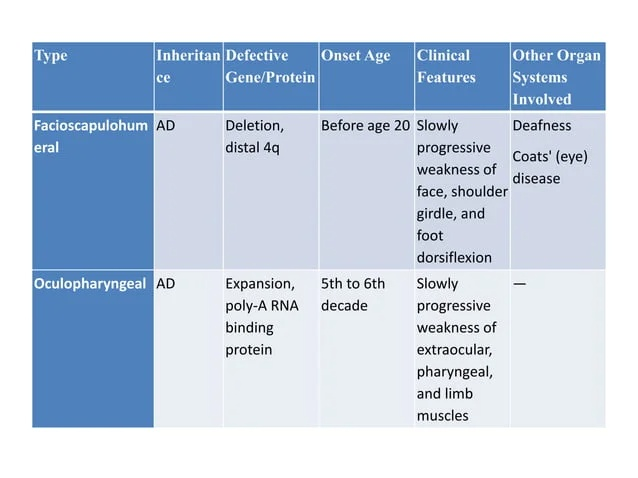 Type
Inheritan
ce
Defective
Gene/Protein
Onset Age
Clinical
Features
Other Organ
Systems
Involved
Facioscapulohum
eral
AD
Deletion,
distal 4q
Before age 20
Slowly
progressive
weakness of
face, shoulder
girdle, and
foot
dorsiflexion
Deafness
Coats' (eye)
disease
Oculopharyngeal
AD
Expansion,
poly-A RNA
binding
protein
5th to 6th
decade
Slowly
progressive
weakness of
extraocular,
pharyngeal,
and limb
muscles
—